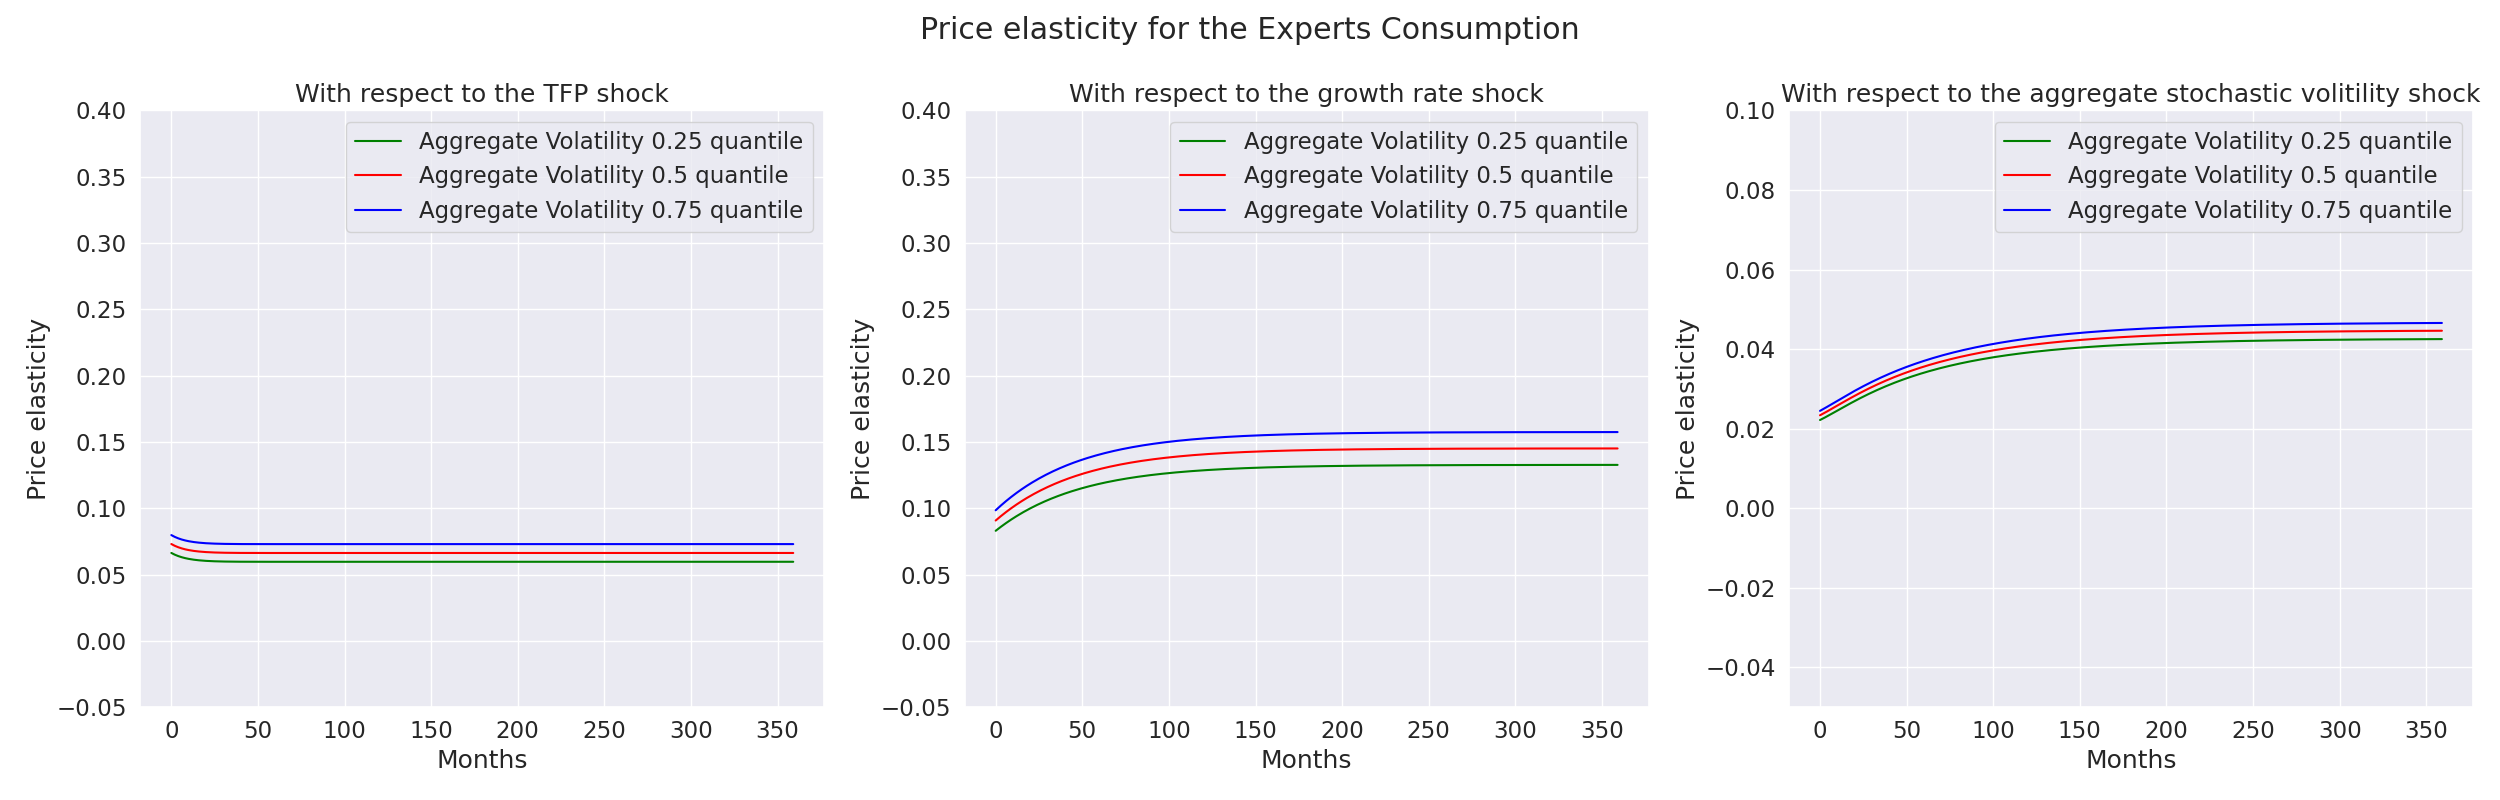 Price elasticity for the Experts Consumption
With respect to the TFP shock
0.40
0.35
0.30
0.25
0.20
0.15
0.10
0.05
0.00
−0.05
Price elasticity
Aggregate Volatility 0.25 quantile
Aggregate Volatility 0.5 quantile
Aggregate Volatility 0.75 quantile
0 50 100 150 200 250 300 350
Months
With respect to the growth rate shock
0.40
0.35
0.30
0.25
0.20
0.15
0.10
0.05
0.00
−0.05
Price elasticity
Aggregate Volatility 0.25 quantile
Aggregate Volatility 0.5 quantile
Aggregate Volatility 0.75 quantile
0 50 100 150 200 250 300 350
Months
With respect to the aggregate stochastic volitility shock
0.10
0.08
0.06
0.04
0.02
0.00
−0.02
−0.04
Price elasticity
Aggregate Volatility 0.25 quantile
Aggregate Volatility 0.5 quantile
Aggregate Volatility 0.75 quantile
0 50 100 150 200 250 300 350
Months